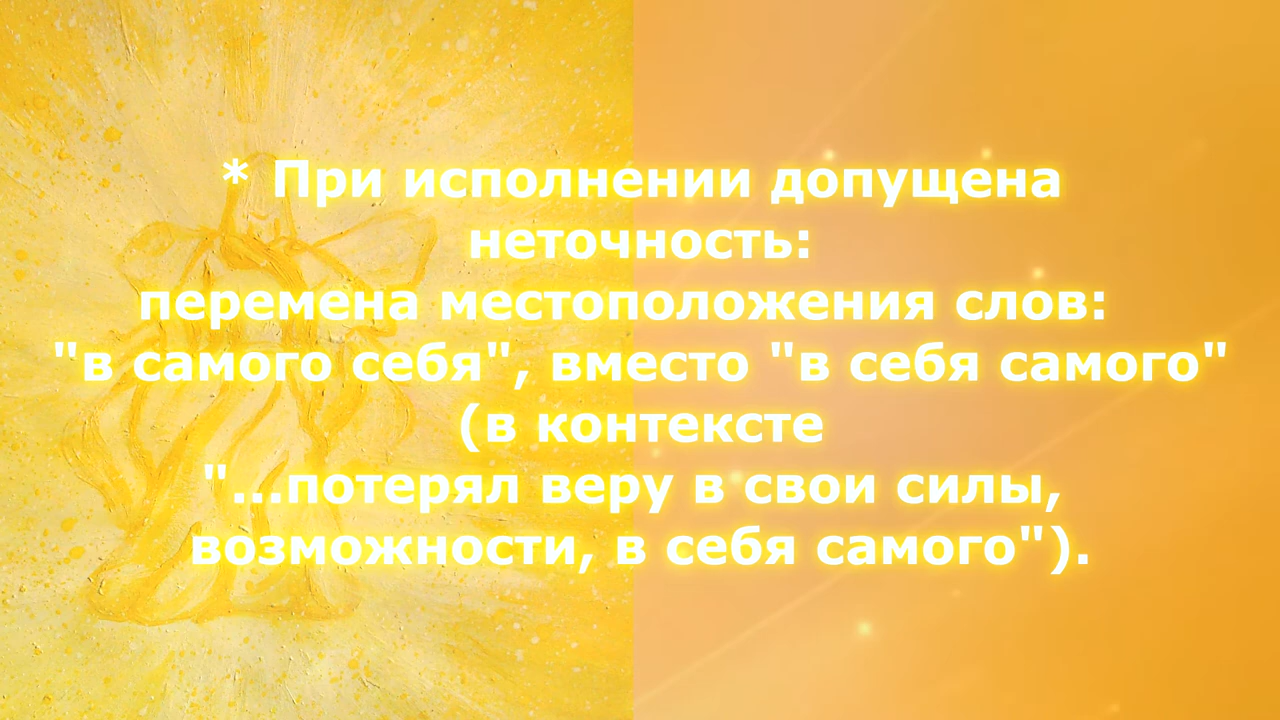 * При исполнении допущена
неточность:
перемена местоположения слов:
"в самого себя", вместо "в себя самого"
(в контексте
"...потерял веру в свои силы,
возможности, в себя самого").